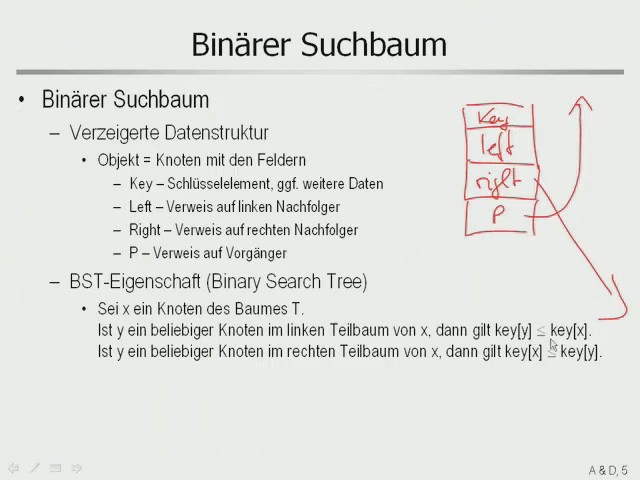 Binärer Suchbaum
• Binärer Suchbaum
– Verzeigerte Datenstruktur
• Objekt = Knoten mit den Feldern
– Key – Schlüsselelement, ggf. weitere Daten
– Left – Verweis auf linken Nachfolger
– Right – Verweis auf rechten Nachfolger
– P – Verweis auf Vorgänger
– BST-Eigenschaft (Binary Search Tree)
• Sei x ein Knoten des Baumes T.
Ist y ein beliebiger Knoten im linken Teilbaum von x, dann gilt key[y] ≤ key[x].
Ist y ein beliebiger Knoten im rechten Teilbaum von x, dann gilt key[x] ≤ key[y].
Key
left
right
P
A & D, 5